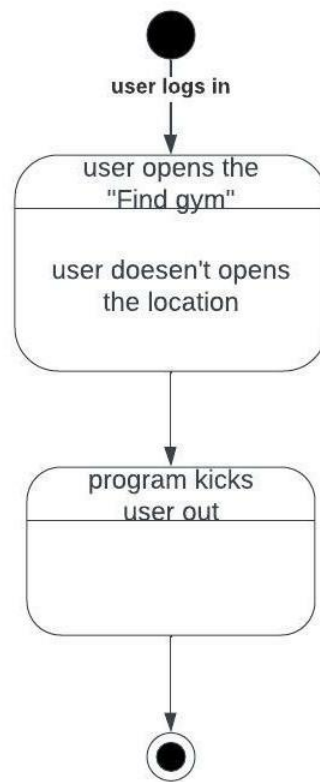 user logs in
user opens the
"Find gym"
user doesen't opens
the location
program kicks
user out